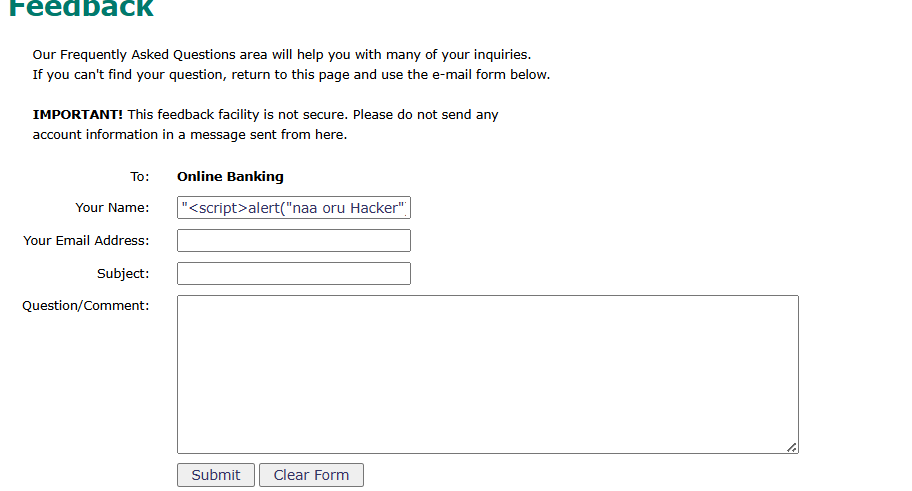 Feedback
Our Frequently Asked Questions area will help you with many of your inquiries.
If you can't find your question, return to this page and use the e-mail form below.
IMPORTANT! This feedback facility is not secure. Please do not send any
account information in a message sent from here.
To: Online Banking
Your Name: "<script>alert("naa oru Hacker"
Your Email Address:
Subject:
Question/Comment:
Submit Clear Form